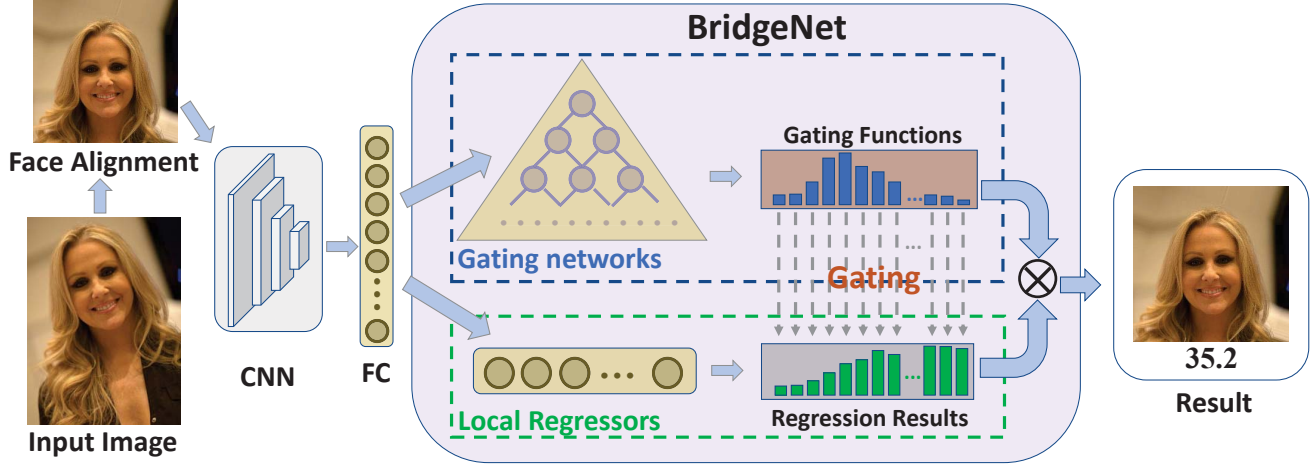 BridgeNet
Face Alignment
Input Image
CNN
FC
Gating networks
Gating Functions
...
...
Gating
Local Regressors
...
Regression Results
35.2
Result